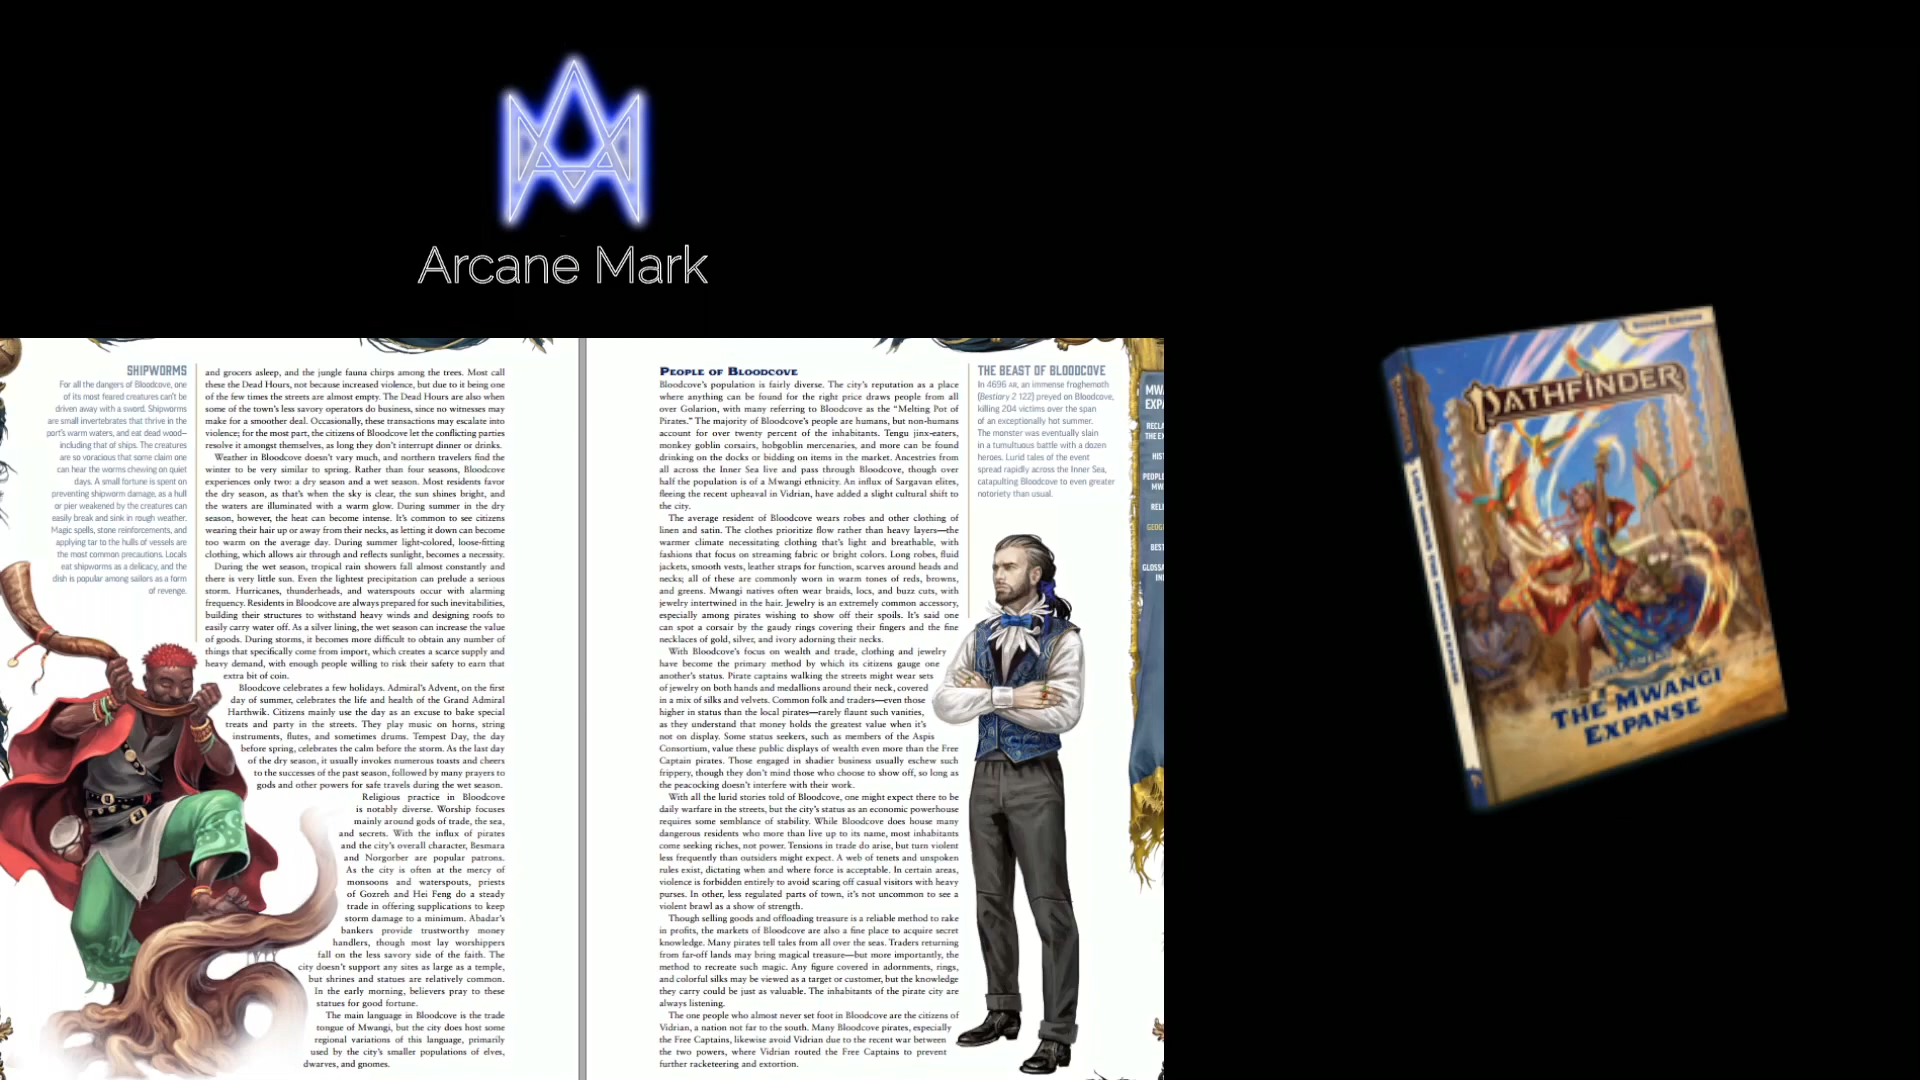 Arcane Mark
SHIPWORMS
For all the dangers of Bloodcove, one
of its most feared creatures can't be
driven away with a sword. Shipworms
are small invertebrates that thrive in the
port's warm waters, and eat dead wood—
including that of ships. The creatures
are so voracious that some claim one
can hear the worms chewing on quiet
days. A small fortune is spent on
preventing shipworm damage, as a hull
or pier weakened by the creatures can
easily break and sink in rough weather.
Magic spells, stone reinforcements, and
applying tar to the hulls of vessels are
the most common precautions. Locals
eat shipworms as a delicacy, and the
dish is popular among sailors as a form
of revenge.
and grocers asleep, and the jungle fauna chirps among the trees. Most call
these the Dead Hours, not because increased violence, but due to it being one
of the few times the streets are almost empty. The Dead Hours are also when
some of the town's less savory operators do business, since no witnesses may
make for a smoother deal. Occasionally, these transactions may escalate into
violence; for the most part, the citizens of Bloodcove let the conflicting parties
resolve it amongst themselves, as long they don't interrupt dinner or drinks.
Weather in Bloodcove doesn't vary much, and northern travelers find the
winter to be very similar to spring. Rather than four seasons, Bloodcove
experiences only two: a dry season and a wet season. Most residents favor
the dry season, as that's when the sky is clear, the sun shines bright, and
the waters are illuminated with a warm glow. During summer in the dry
season, however, the heat can become intense. It's common to see citizens
wearing their hair up or away from their necks, as letting it down can become
too warm on the average day. During summer light-colored, loose-fitting
clothing, which allows air through and reflects sunlight, becomes a necessity.
During the wet season, tropical rain showers fall almost constantly and
there is very little sun. Even the lightest precipitation can prelude a serious
storm. Hurricanes, thunderheads, and waterspouts occur with alarming
frequency. Residents in Bloodcove are always prepared for such inevitabilities,
building their structures to withstand heavy winds and designing roofs to
easily carry water off. As a silver lining, the wet season can increase the value
of goods. During storms, it becomes more difficult to obtain any number of
things that specifically come from import, which creates a scarce supply and
heavy demand, with enough people willing to risk their safety to earn that
extra bit of coin.
Bloodcove celebrates a few holidays. Admiral's Advent, on the first
day of summer, celebrates the life and health of the Grand Admiral
Harthwik. Citizens mainly use the day as an excuse to bake special
treats and party in the streets. They play music on horns, string
instruments, flutes, and sometimes drums. Tempest Day, the day
before spring, celebrates the calm before the storm. As the last day
of the dry season, it usually invokes numerous toasts and cheers
to the successes of the past season, followed by many prayers to
gods and other powers for safe travels during the wet season.
Religious practice in Bloodcove
is notably diverse. Worship focuses
mainly around gods of trade, the sea,
and secrets. With the influx of pirates
and the city's overall character, Besmara
and Norgorber are popular patrons.
As the city is often at the mercy of
monsoons and waterspouts, priests
of Gozreh and Hei Feng do a steady
trade in offering supplications to keep
storm damage to a minimum. Abadar's
bankers provide trustworthy money
handlers, though most lay worshippers
fall on the less savory side of the faith. The
city doesn't support any sites as large as a temple,
but shrines and statues are relatively common.
In the early morning, believers pray to these
statues for good fortune.
The main language in Bloodcove is the trade
tongue of Mwangi, but the city does host some
regional variations of this language, primarily
used by the city's smaller populations of elves,
dwarves, and gnomes.
PEOPLE OF BLOODCOVE
Bloodcove's population is fairly diverse. The city's reputation as a place
where anything can be found for the right price draws people from all
over Golarion, with many referring to Bloodcove as the "Melting Pot of
Pirates." The majority of Bloodcove's people are humans, but non-humans
account for over twenty percent of the inhabitants. Tengu jinx-eaters,
monkey goblin corsairs, hobgoblin mercenaries, and more can be found
drinking on the docks or bidding on items in the market. Ancestries from
all across the Inner Sea live and pass through Bloodcove, though over
half the population is of a Mwangi ethnicity. An influx of Sargavan elites,
fleeing the recent upheaval in Vidrian, have added a slight cultural shift to
the city.
The average resident of Bloodcove wears robes and other clothing of
linen and satin. The clothes prioritize flow rather than heavy layers—the
warmer climate necessitating clothing that's light and breathable, with
fashions that focus on streaming fabric or bright colors. Long robes, fluid
jackets, smooth vests, leather straps for function, scarves around heads and
necks; all of these are commonly worn in warm tones of reds, browns,
and greens. Mwangi natives often wear braids, locs, and buzz cuts, with
jewelry intertwined in the hair. Jewelry is an extremely common accessory,
especially among pirates wishing to show off their spoils. It's said one
can spot a corsair by the gaudy rings covering their fingers and the fine
necklaces of gold, silver, and ivory adorning their necks.
With Bloodcove's focus on wealth and trade, clothing and jewelry
have become the primary method by which its citizens gauge one
another's status. Pirate captains walking the streets might wear sets
of jewelry on both hands and medallions around their neck, covered
in a mix of silks and velvets. Common folk and traders—even those
higher in status than the local pirates—rarely flaunt such vanities,
as they understand that money holds the greatest value when it's
not on display. Some status seekers, such as members of the Aspis
Consortium, value these public displays of wealth even more than the Free
Captain pirates. Those engaged in shadier business usually eschew such
frippery, though they don't mind those who choose to show off, so long as
the peacocking doesn't interfere with their work.
With all the lurid stories told of Bloodcove, one might expect there to be
daily warfare in the streets, but the city's status as an economic powerhouse
requires some semblance of stability. While Bloodcove does house many
dangerous residents who more than live up to its name, most inhabitants
come seeking riches, not power. Tensions in trade do arise, but turn violent
less frequently than outsiders might expect. A web of tenets and unspoken
rules exist, dictating when and where force is acceptable. In certain areas,
violence is forbidden entirely to avoid scaring off casual visitors with heavy
purses. In other, less regulated parts of town, it's not uncommon to see a
violent brawl as a show of strength.
Though selling goods and offloading treasure is a reliable method to rake
in profits, the markets of Bloodcove are also a fine place to acquire secret
knowledge. Many pirates tell tales from all over the seas. Traders returning
from far-off lands may bring magical treasure—but more importantly, the
method to recreate such magic. Any figure covered in adornments, rings,
and colorful silks may be viewed as a target or customer, but the knowledge
they carry could be just as valuable. The inhabitants of the pirate city are
always listening.
The one people who almost never set foot in Bloodcove are the citizens of
Vidrian, a nation not far to the south. Many Bloodcove pirates, especially
the Free Captains, likewise avoid Vidrian due to the recent war between
the two powers, where Vidrian routed the Free Captains to prevent
further racketeering and extortion.
THE BEAST OF BLOODCOVE
In 4696 AR, an immense froghemoth
(Bestiary 2 122) preyed on Bloodcove,
killing 204 victims over the span
of an exceptionally hot summer.
The monster was eventually slain
in a tumultuous battle with a dozen
heroes. Lurid tales of the event
spread rapidly across the Inner Sea,
catapulting Bloodcove to even greater
notoriety than usual.
MW
EXPA
RECLA
THE EX
HIST
PEOPLE
MW
RELI
GEOG
BEST
GLOSSA
IN
SECOND EDITION
PATHFINDER
LOST OMENS THE MWANGI EXPANSE
LOST OMENS
THE MWANGI
EXPANSE